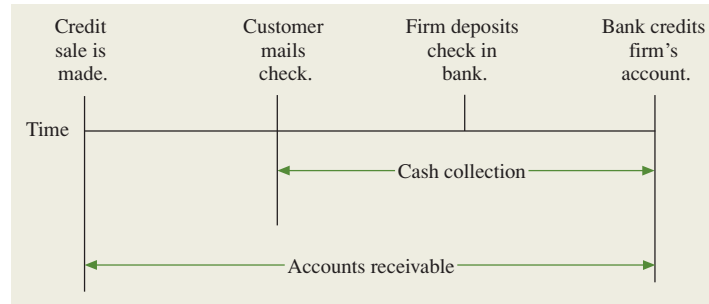 Credit
sale is
made.
Customer
mails
check.
Firm deposits
check in
bank.
Bank credits
firm's
account.
Time
Cash collection
Accounts receivable